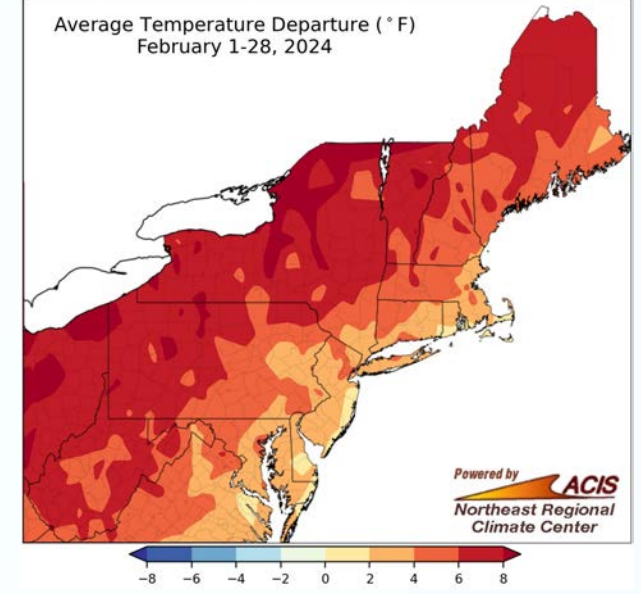 Average Temperature Departure (°F)
February 1-28, 2024
Powered by
ACIS
Northeast Regional
Climate Center
−8 −6 −4 −2 0 2 4 6 8